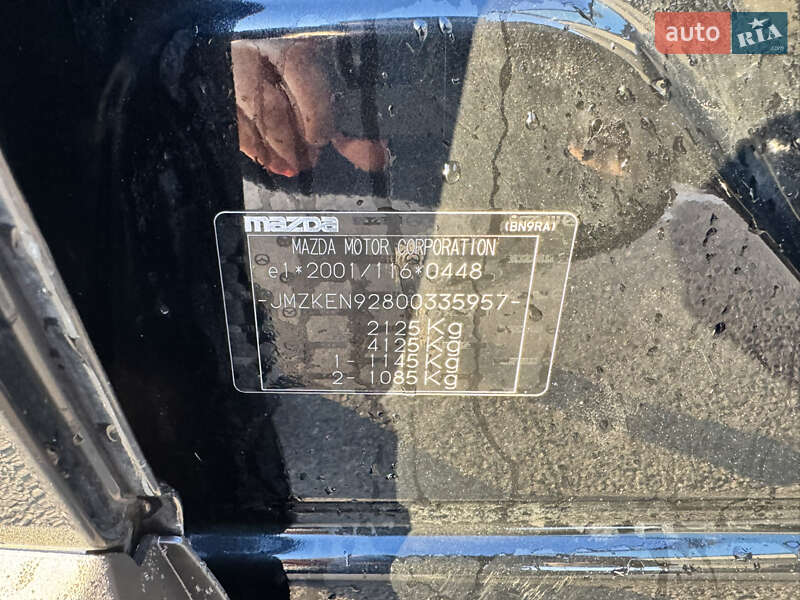 auto RIA
.com
mazda (BN9RA)
MAZDA MOTOR CORPORATION
e1*2001/116*0448
-JMZKEN92800335957-
2125 Kg
4125 Kg
1- 1145 Kg
2- 1085 Kg